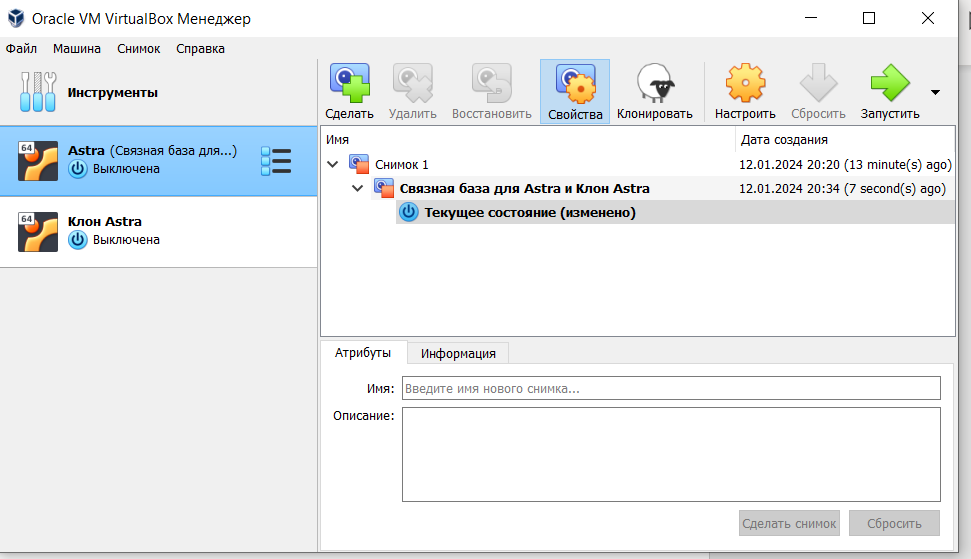 Oracle VM VirtualBox Менеджер
Файл Машина Снимок Справка
Инструменты
64
Astra (Связная база для...)
Выключена
64
Клон Astra
Выключена
Сделать Удалить Восстановить Свойства Клонировать Настроить Сбросить Запустить
Имя Дата создания
Снимок 1 12.01.2024 20:20 (13 minute(s) ago)
Связная база для Astra и Клон Astra 12.01.2024 20:34 (7 second(s) ago)
Текущее состояние (изменено)
Атрибуты Информация
Имя: Введите имя нового снимка...
Описание:
Сделать снимок Сбросить